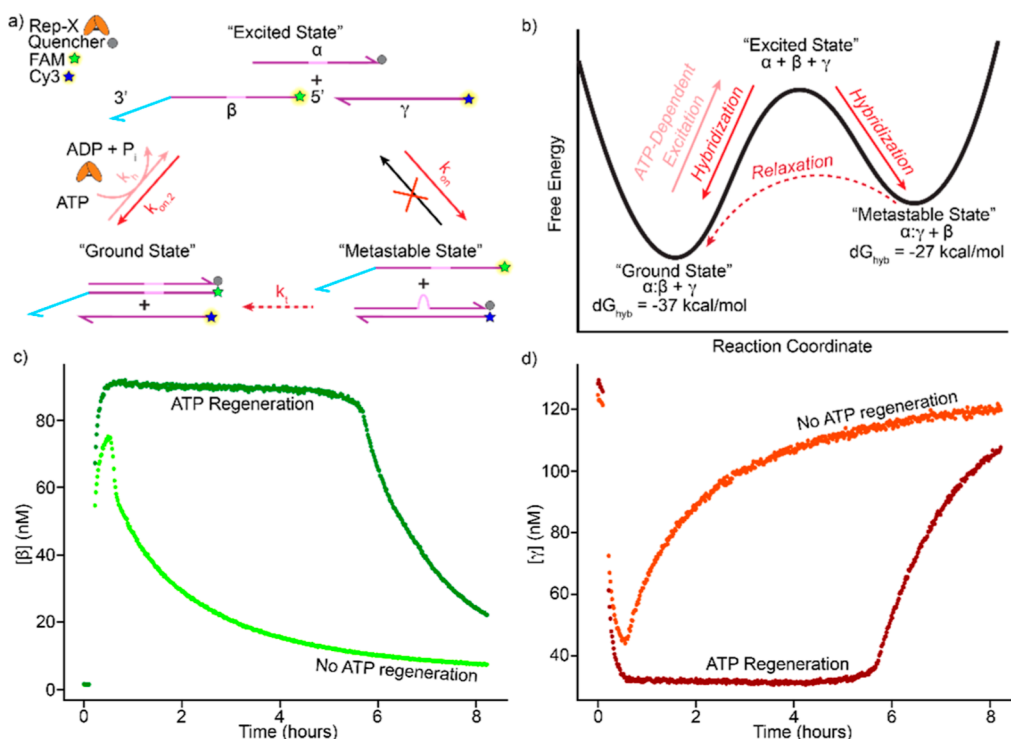 a)
Rep-X
Quencher
FAM
Cy3
"Excited State"
α
+
3'
β
5'
γ
ADP + Pi
kh
ATP
kon,2
kon
"Ground State"
+
kt
"Metastable State"
+
b)
Free Energy
"Excited State"
α + β + γ
ATP-Dependent
Excitation
Hybridization
Hybridization
Relaxation
"Metastable State"
α:γ + β
dGhyb = -27 kcal/mol
"Ground State"
α:β + γ
dGhyb = -37 kcal/mol
Reaction Coordinate
c)
[β] (nM)
80
60
40
20
0
ATP Regeneration
No ATP regeneration
0 2 4 6 8
Time (hours)
d)
[γ] (nM)
120
100
80
60
40
No ATP regeneration
ATP Regeneration
0 2 4 6 8
Time (hours)